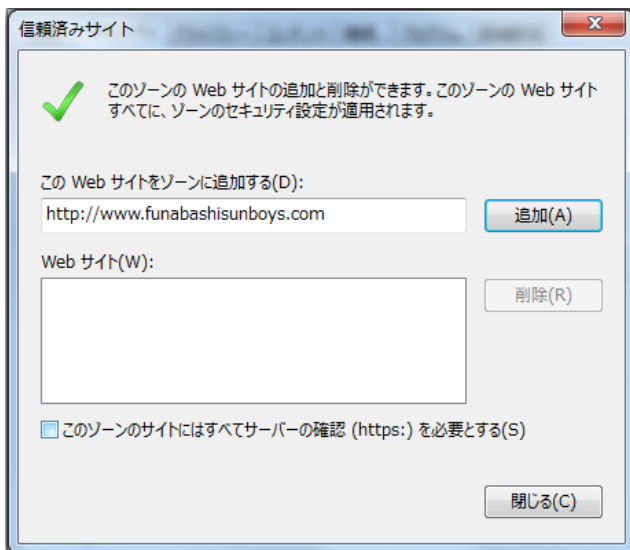 信頼済みサイト
このゾーンの Web サイトの追加と削除ができます。このゾーンの Web サイト
すべてに、ゾーンのセキュリティ設定が適用されます。
この Web サイトをゾーンに追加する(D):
http://www.funabashisunboys.com
追加(A)
Web サイト(W):
削除(R)
このゾーンのサイトにはすべてサーバーの確認 (https:) を必要とする(S)
閉じる(C)